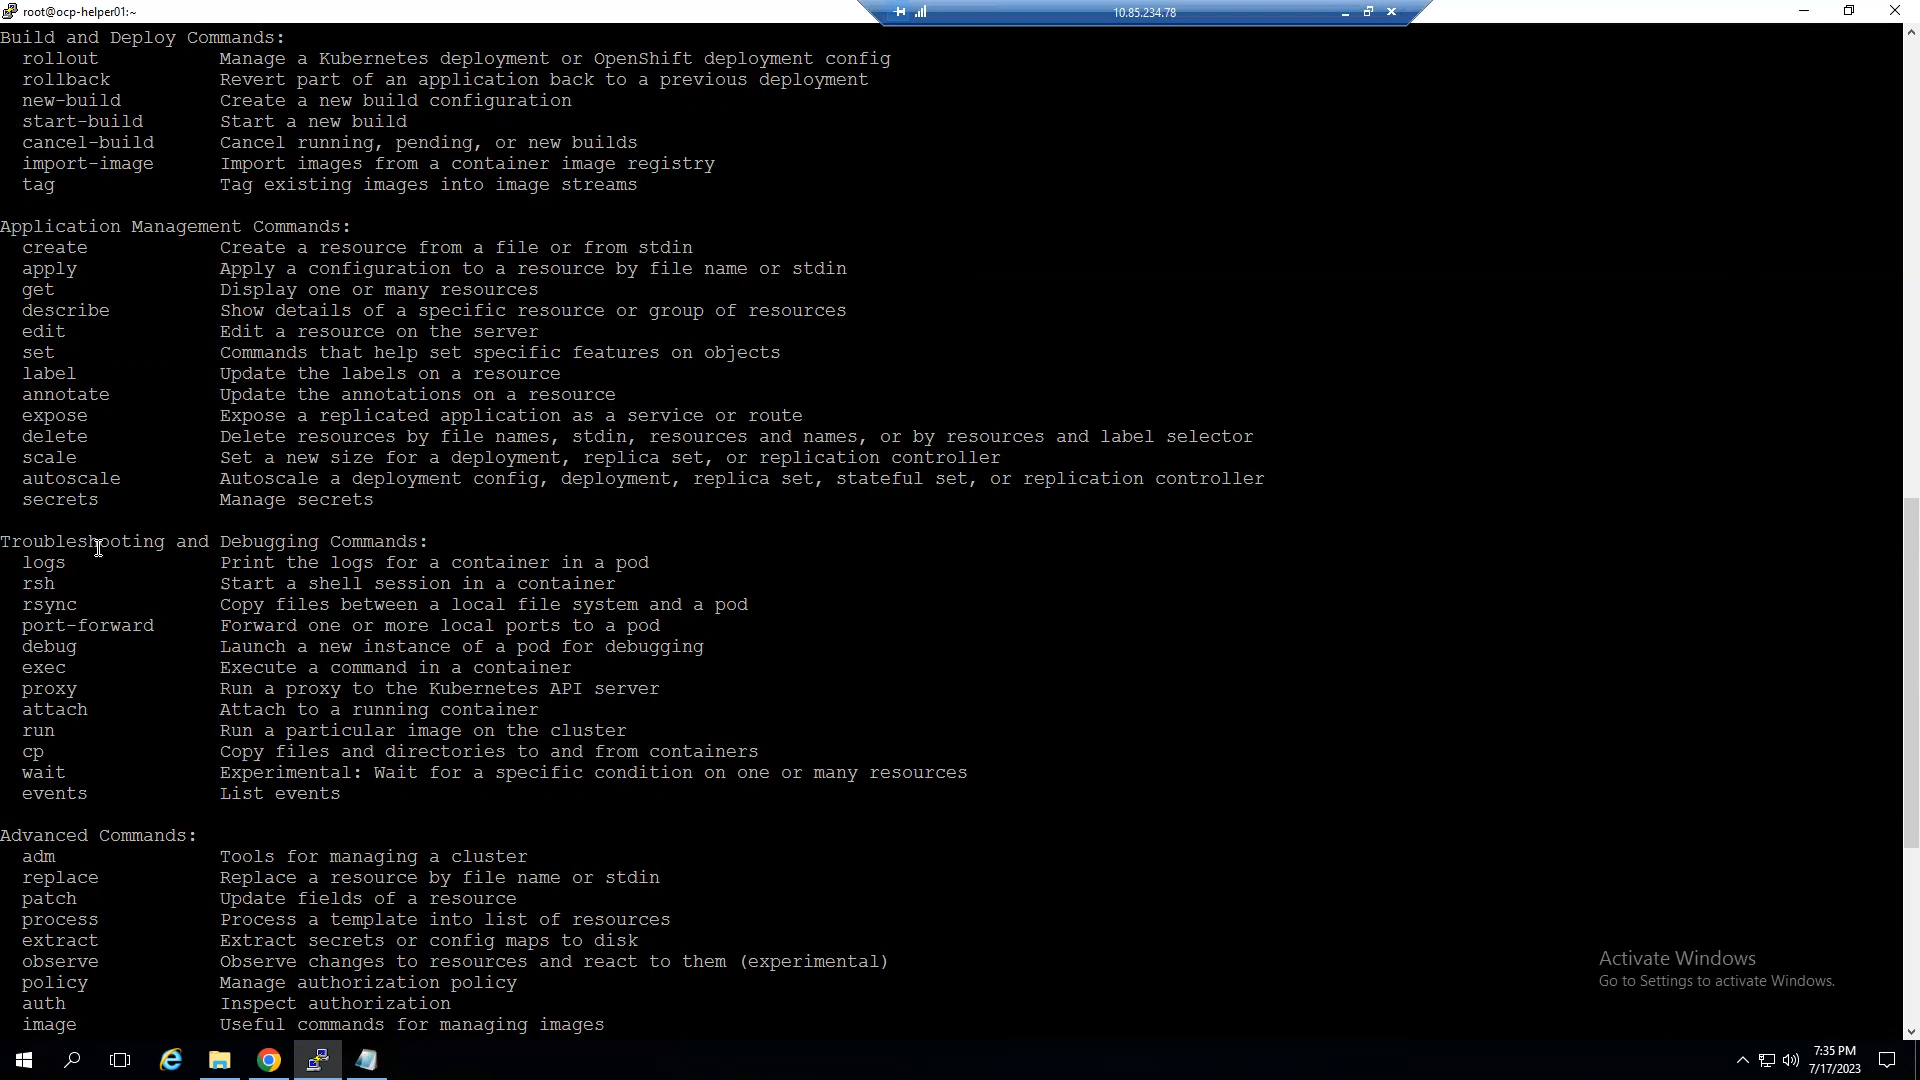 root@ocp-helper01:~
10.85.234.78
Build and Deploy Commands:
rollout Manage a Kubernetes deployment or OpenShift deployment config
rollback Revert part of an application back to a previous deployment
new-build Create a new build configuration
start-build Start a new build
cancel-build Cancel running, pending, or new builds
import-image Import images from a container image registry
tag Tag existing images into image streams
Application Management Commands:
create Create a resource from a file or from stdin
apply Apply a configuration to a resource by file name or stdin
get Display one or many resources
describe Show details of a specific resource or group of resources
edit Edit a resource on the server
set Commands that help set specific features on objects
label Update the labels on a resource
annotate Update the annotations on a resource
expose Expose a replicated application as a service or route
delete Delete resources by file names, stdin, resources and names, or by resources and label selector
scale Set a new size for a deployment, replica set, or replication controller
autoscale Autoscale a deployment config, deployment, replica set, stateful set, or replication controller
secrets Manage secrets
Troubleshooting and Debugging Commands:
logs Print the logs for a container in a pod
rsh Start a shell session in a container
rsync Copy files between a local file system and a pod
port-forward Forward one or more local ports to a pod
debug Launch a new instance of a pod for debugging
exec Execute a command in a container
proxy Run a proxy to the Kubernetes API server
attach Attach to a running container
run Run a particular image on the cluster
cp Copy files and directories to and from containers
wait Experimental: Wait for a specific condition on one or many resources
events List events
Advanced Commands:
adm Tools for managing a cluster
replace Replace a resource by file name or stdin
patch Update fields of a resource
process Process a template into list of resources
extract Extract secrets or config maps to disk
observe Observe changes to resources and react to them (experimental)
policy Manage authorization policy
auth Inspect authorization
image Useful commands for managing images
Activate Windows
Go to Settings to activate Windows.
7:35 PM
7/17/2023